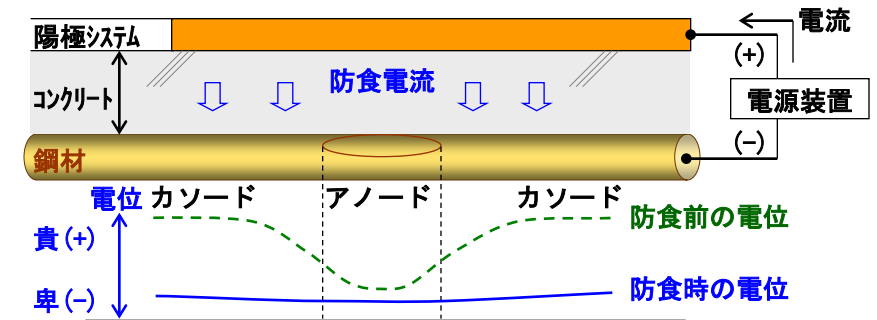 電流
陽極システム
(+)
防食電流
コンクリート
電源装置
(−)
鋼材
電位
カソード
アノード
カソード
防食前の電位
貴(+)
卑(−)
防食時の電位